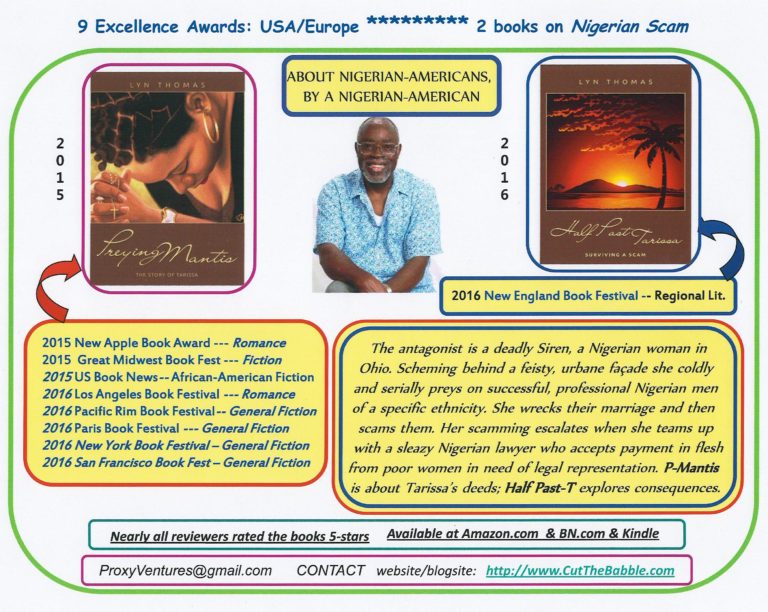 9 Excellence Awards: USA/Europe ********* 2 books on Nigerian Scam
LYN THOMAS
Preying Mantis
THE STORY OF TARISSA
2015
ABOUT NIGERIAN-AMERICANS,
BY A NIGERIAN-AMERICAN
2016
LYN THOMAS
Half Past Tarissa
SURVIVING A SCAM
2016 New England Book Festival -- Regional Lit.
2015 New Apple Book Award --- Romance
2015 Great Midwest Book Fest --- Fiction
2015 US Book News -- African-American Fiction
2016 Los Angeles Book Festival --- Romance
2016 Pacific Rim Book Festival -- General Fiction
2016 Paris Book Festival --- General Fiction
2016 New York Book Festival – General Fiction
2016 San Francisco Book Fest – General Fiction
The antagonist is a deadly Siren, a Nigerian woman in
Ohio. Scheming behind a feisty, urbane façade she coldly
and serially preys on successful, professional Nigerian men
of a specific ethnicity. She wrecks their marriage and then
scams them. Her scamming escalates when she teams up
with a sleazy Nigerian lawyer who accepts payment in flesh
from poor women in need of legal representation. P-Mantis
is about Tarissa's deeds; Half Past-T explores consequences.
Nearly all reviewers rated the books 5-stars Available at Amazon.com & BN.com & Kindle
ProxyVentures@gmail.com CONTACT website/blogsite: http://www.CutTheBabble.com